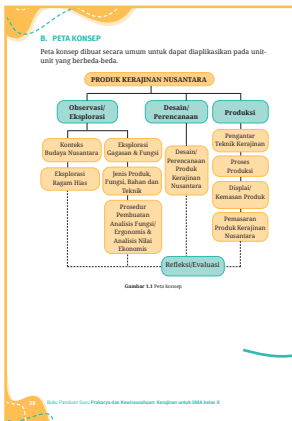 B. PETA KONSEP
Peta konsep dibuat secara umum untuk dapat diaplikasikan pada unit-
unit yang berbeda-beda.
PRODUK KERAJINAN NUSANTARA
Observasi/
Eksplorasi
Desain/
Perencanaan
Produksi
Konteks
Budaya Nusantara
Eksplorasi
Ragam Hias
Eksplorasi
Gagasan & Fungsi
Jenis Produk,
Fungsi, Bahan dan
Teknik
Prosedur
Pembuatan
Analisis Fungsi/
Ergonomis &
Analisis Nilai
Ekonomis
Desain/
Perencanaan
Produk
Kerajinan
Nusantara
Pengantar
Teknik Kerajinan
Proses
Produksi
Displai/
Kemasan Produk
Pemasaran
Produk Kerajinan
Nusantara
Refleksi/Evaluasi
Gambar 1.1 Peta konsep
Buku Panduan Guru Prakarya dan Kewirausahaan: Kerajinan untuk SMA kelas X